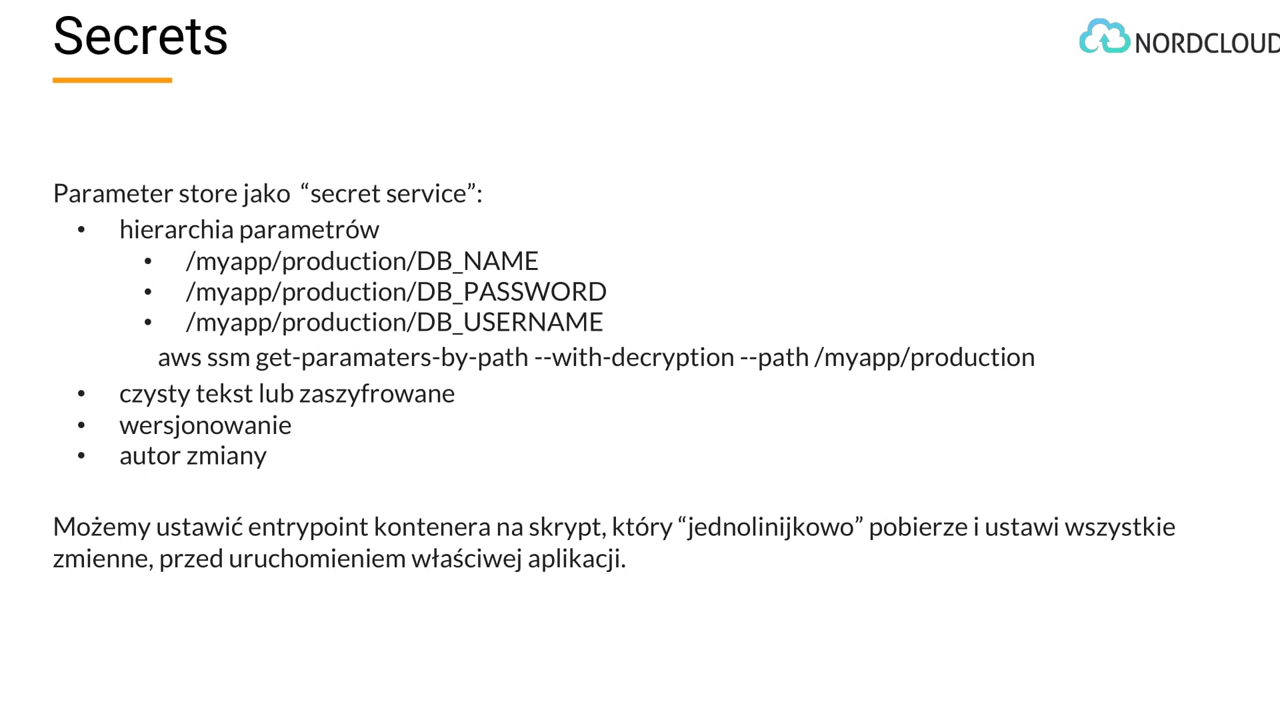 Secrets
NORDCLOUD
Parameter store jako “secret service”:
• hierarchia parametrów
• /myapp/production/DB_NAME
• /myapp/production/DB_PASSWORD
• /myapp/production/DB_USERNAME
aws ssm get-paramaters-by-path --with-decryption --path /myapp/production
• czysty tekst lub zaszyfrowane
• wersjonowanie
• autor zmiany
Możemy ustawić entrypoint kontenera na skrypt, który “jednolinijkowo” pobierze i ustawi wszystkie
zmienne, przed uruchomieniem właściwej aplikacji.